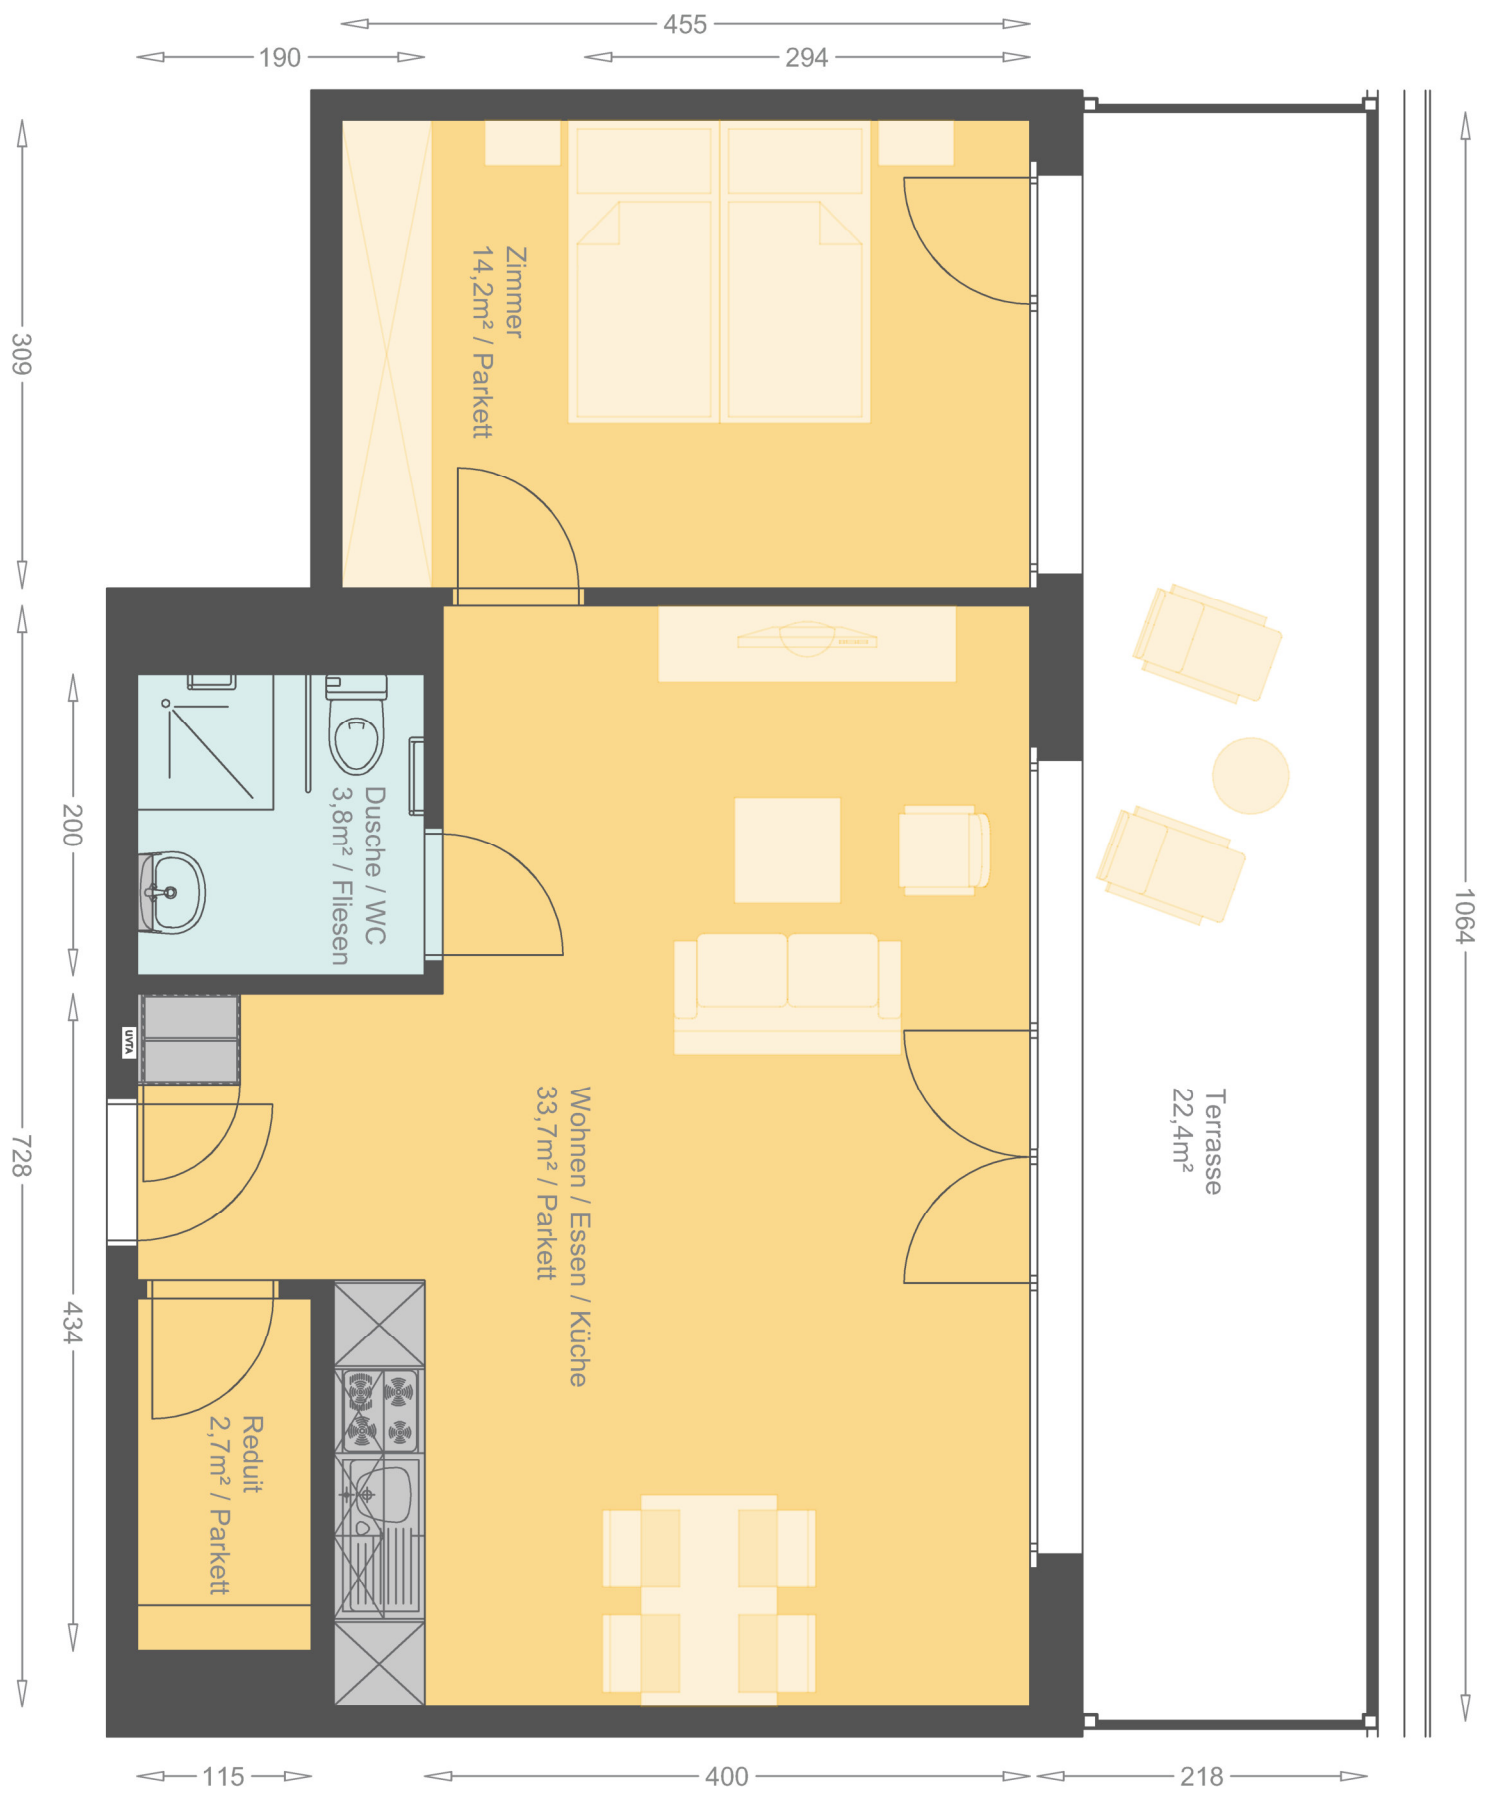 455
190
294
309
Zimmer
14,2m² / Parkett
200
Dusche / WC
3,8m² / Fliesen
1064
UVTA
728
434
Wohnen / Essen / Küche
33,7m² / Parkett
Terrasse
22,4m²
Reduit
2,7m² / Parkett
115
400
218